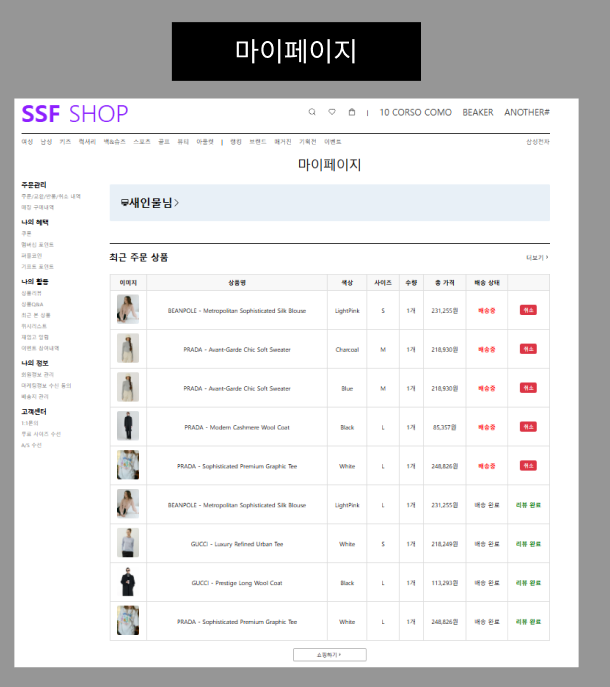 마이페이지
SSF SHOP
| 10 CORSO COMO BEAKER ANOTHER#
여성 남성 키즈 럭셔리 백&슈즈 스포츠 골프 뷰티 아울렛 | 랭킹 브랜드 매거진 기획전 이벤트 삼성전자
마이페이지
주문관리
주문/교환/반품/취소 내역
매장 구매내역
나의 혜택
쿠폰
멤버십 포인트
퍼플코인
기프트 포인트
나의 활동
상품리뷰
상품Q&A
최근 본 상품
위시리스트
재입고 알림
이벤트 참여내역
나의 정보
회원정보 관리
마케팅정보 수신 동의
배송지 관리
고객센터
1:1문의
무료 사이즈 수선
A/S 수선
새인물님 >
최근 주문 상품 더보기 >
이미지 상품명 색상 사이즈 수량 총 가격 배송 상태
BEANPOLE - Metropolitan Sophisticated Silk Blouse LightPink S 1개 231,255원 배송중 취소
PRADA - Avant-Garde Chic Soft Sweater Charcoal M 1개 218,930원 배송중 취소
PRADA - Avant-Garde Chic Soft Sweater Blue M 1개 218,930원 배송중 취소
PRADA - Modern Cashmere Wool Coat Black L 1개 85,357원 배송중 취소
PRADA - Sophisticated Premium Graphic Tee White L 1개 248,826원 배송중 취소
BEANPOLE - Metropolitan Sophisticated Silk Blouse LightPink L 1개 231,255원 배송 완료 리뷰 완료
GUCCI - Luxury Refined Urban Tee White S 1개 218,249원 배송 완료 리뷰 완료
GUCCI - Prestige Long Wool Coat Black L 1개 113,293원 배송 완료 리뷰 완료
PRADA - Sophisticated Premium Graphic Tee White L 1개 248,826원 배송 완료 리뷰 완료
쇼핑하기 >